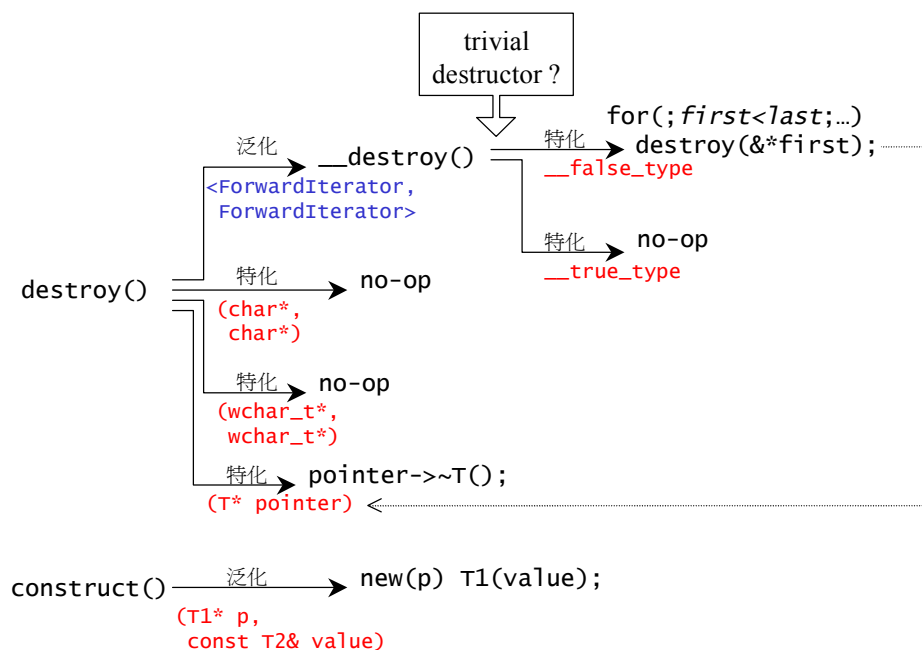 trivial
destructor ?
for(;first<last;…)
泛化
__destroy()
特化
destroy(&*first);
<ForwardIterator,
ForwardIterator>
__false_type
特化
no-op
__true_type
destroy()
特化
no-op
(char*,
char*)
特化
no-op
(wchar_t*,
wchar_t*)
特化
pointer->~T();
(T* pointer)
construct()
泛化
new(p) T1(value);
(T1* p,
const T2& value)